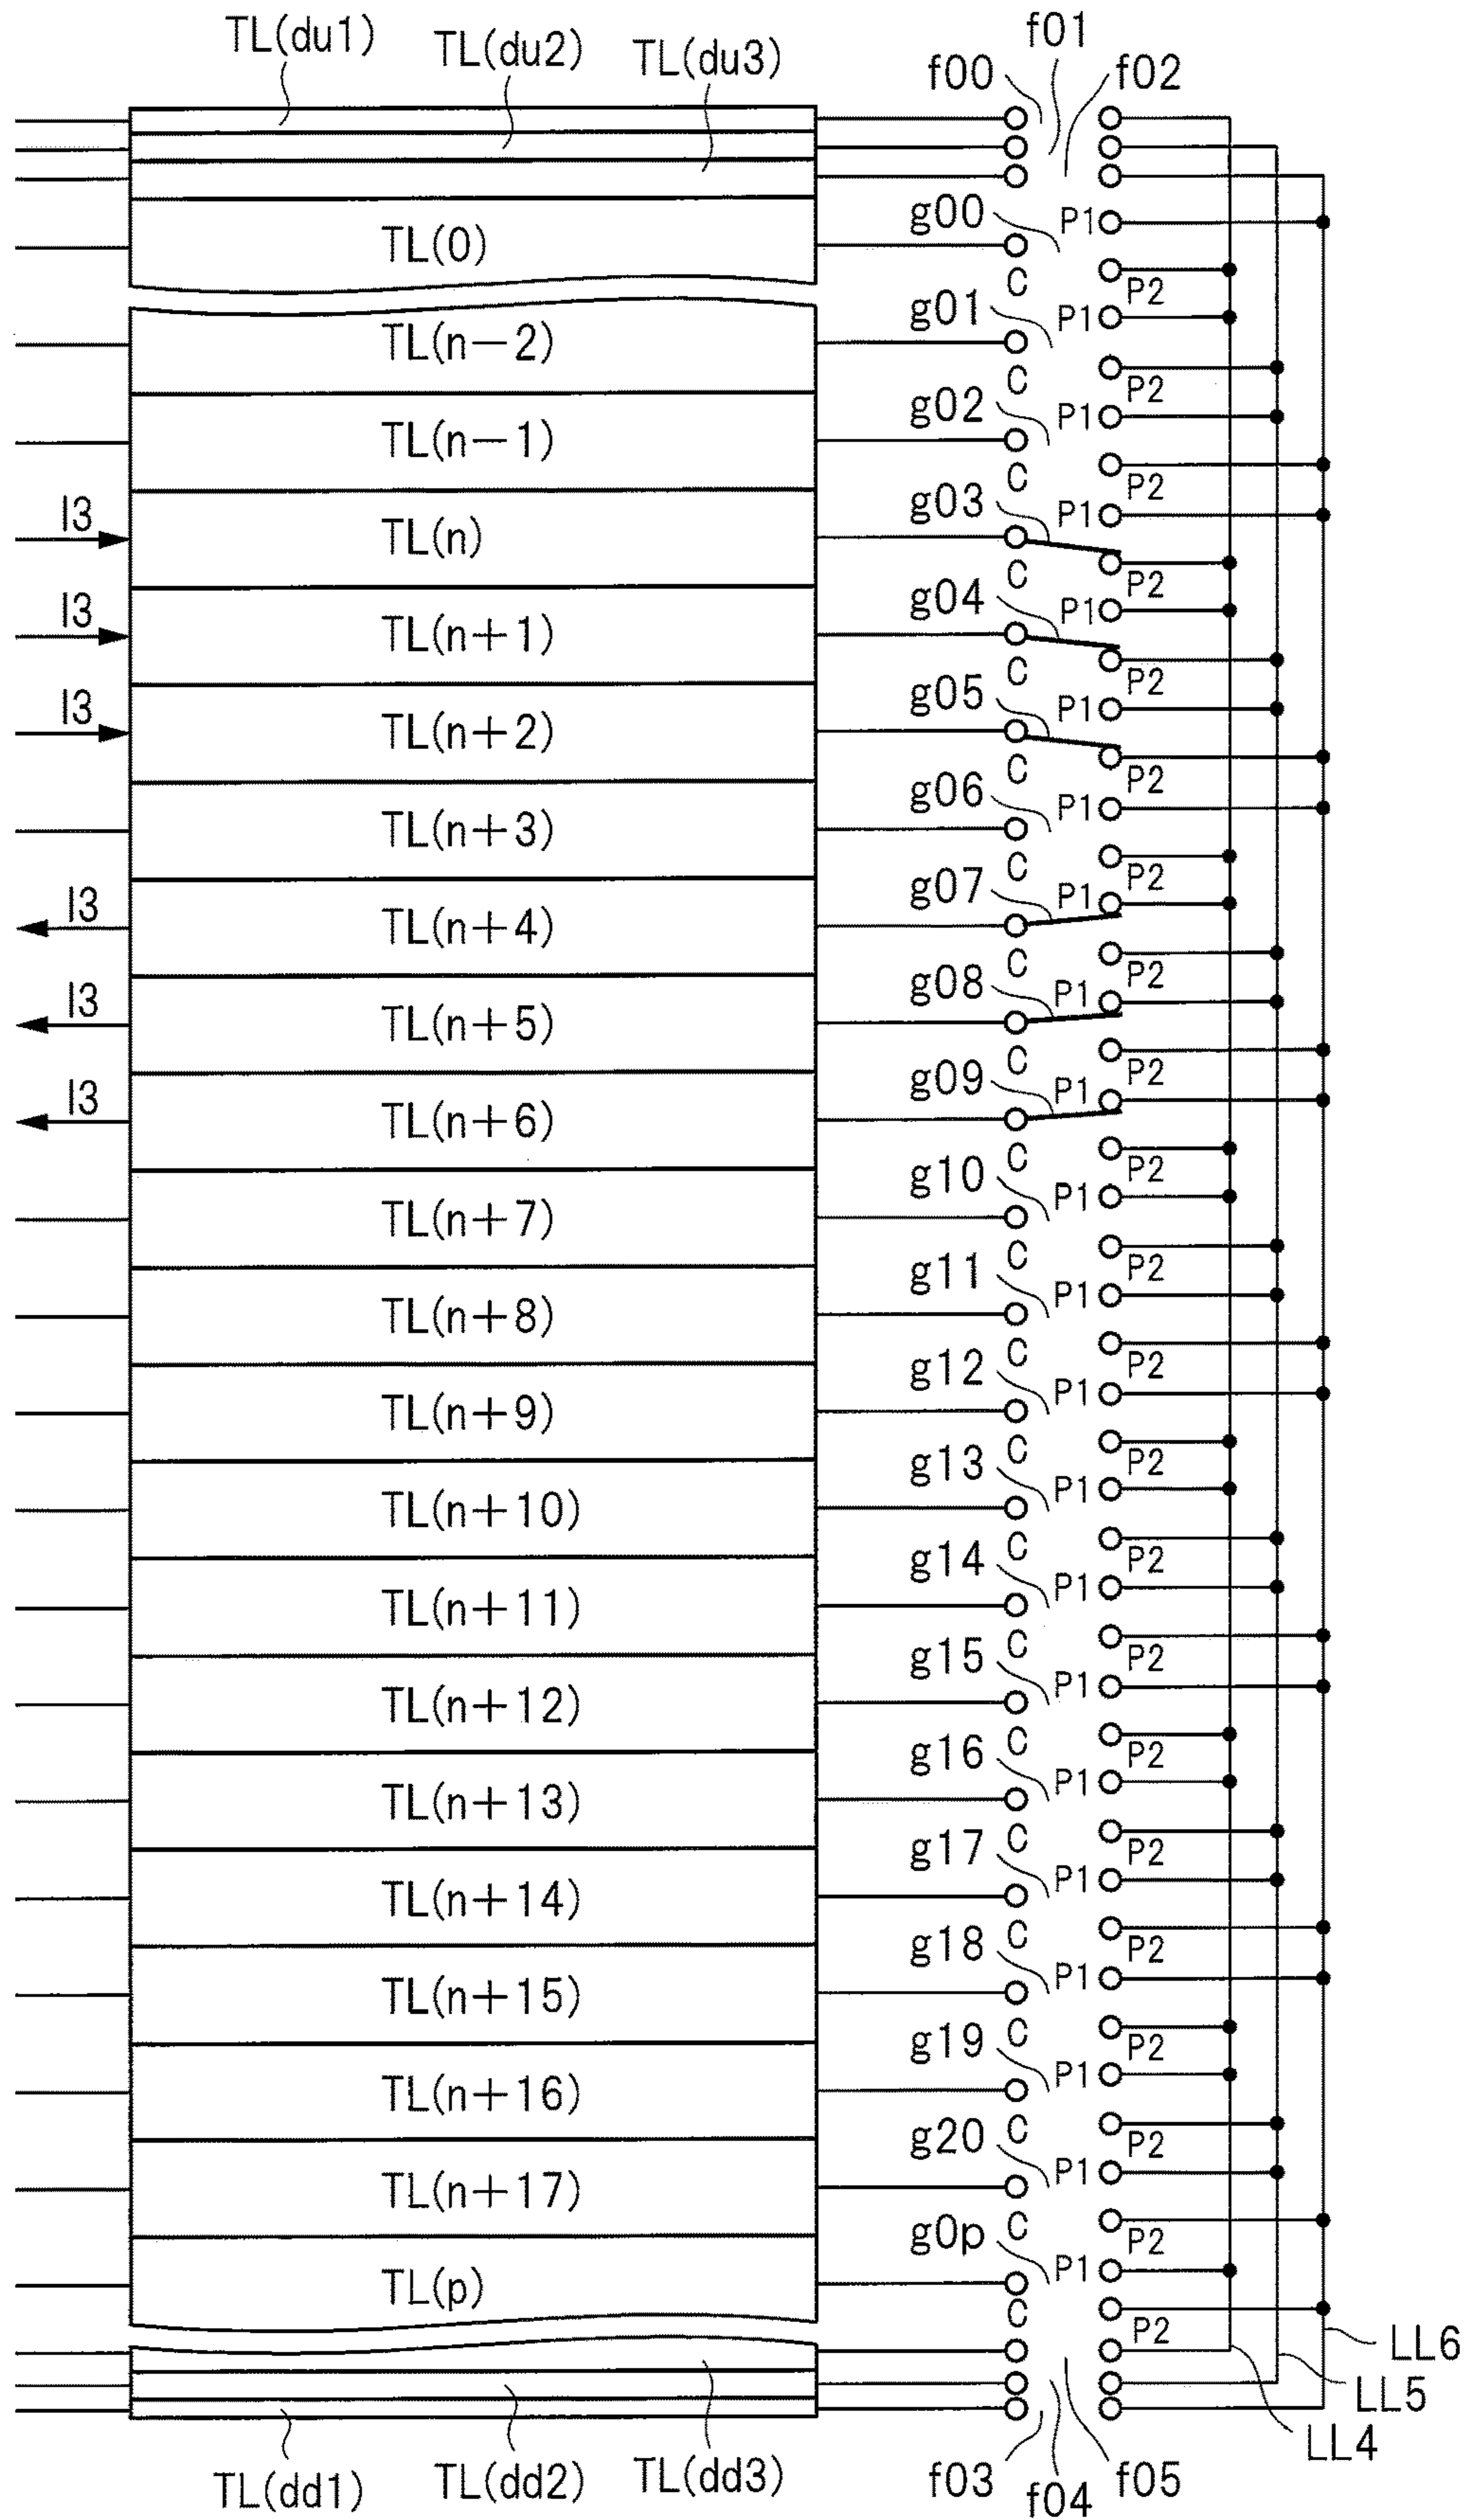 TL(du1)
TL(du2)
TL(du3)
f00
f01
f02
TL(0)
g00
P1
C
P2
TL(n−2)
g01
P1
C
P2
TL(n−1)
g02
P1
C
P2
I3
TL(n)
g03
P1
C
P2
I3
TL(n+1)
g04
P1
C
P2
I3
TL(n+2)
g05
P1
C
P2
TL(n+3)
g06
P1
C
P2
I3
TL(n+4)
g07
P1
C
P2
I3
TL(n+5)
g08
P1
C
P2
I3
TL(n+6)
g09
P1
C
P2
TL(n+7)
g10
P1
C
P2
TL(n+8)
g11
P1
C
P2
TL(n+9)
g12
P1
C
P2
TL(n+10)
g13
P1
C
P2
TL(n+11)
g14
P1
C
P2
TL(n+12)
g15
P1
C
P2
TL(n+13)
g16
P1
C
P2
TL(n+14)
g17
P1
C
P2
TL(n+15)
g18
P1
C
P2
TL(n+16)
g19
P1
C
P2
TL(n+17)
g20
P1
C
P2
TL(p)
g0p
P1
C
P2
LL6
LL5
LL4
TL(dd1)
TL(dd2)
TL(dd3)
f03
f04
f05